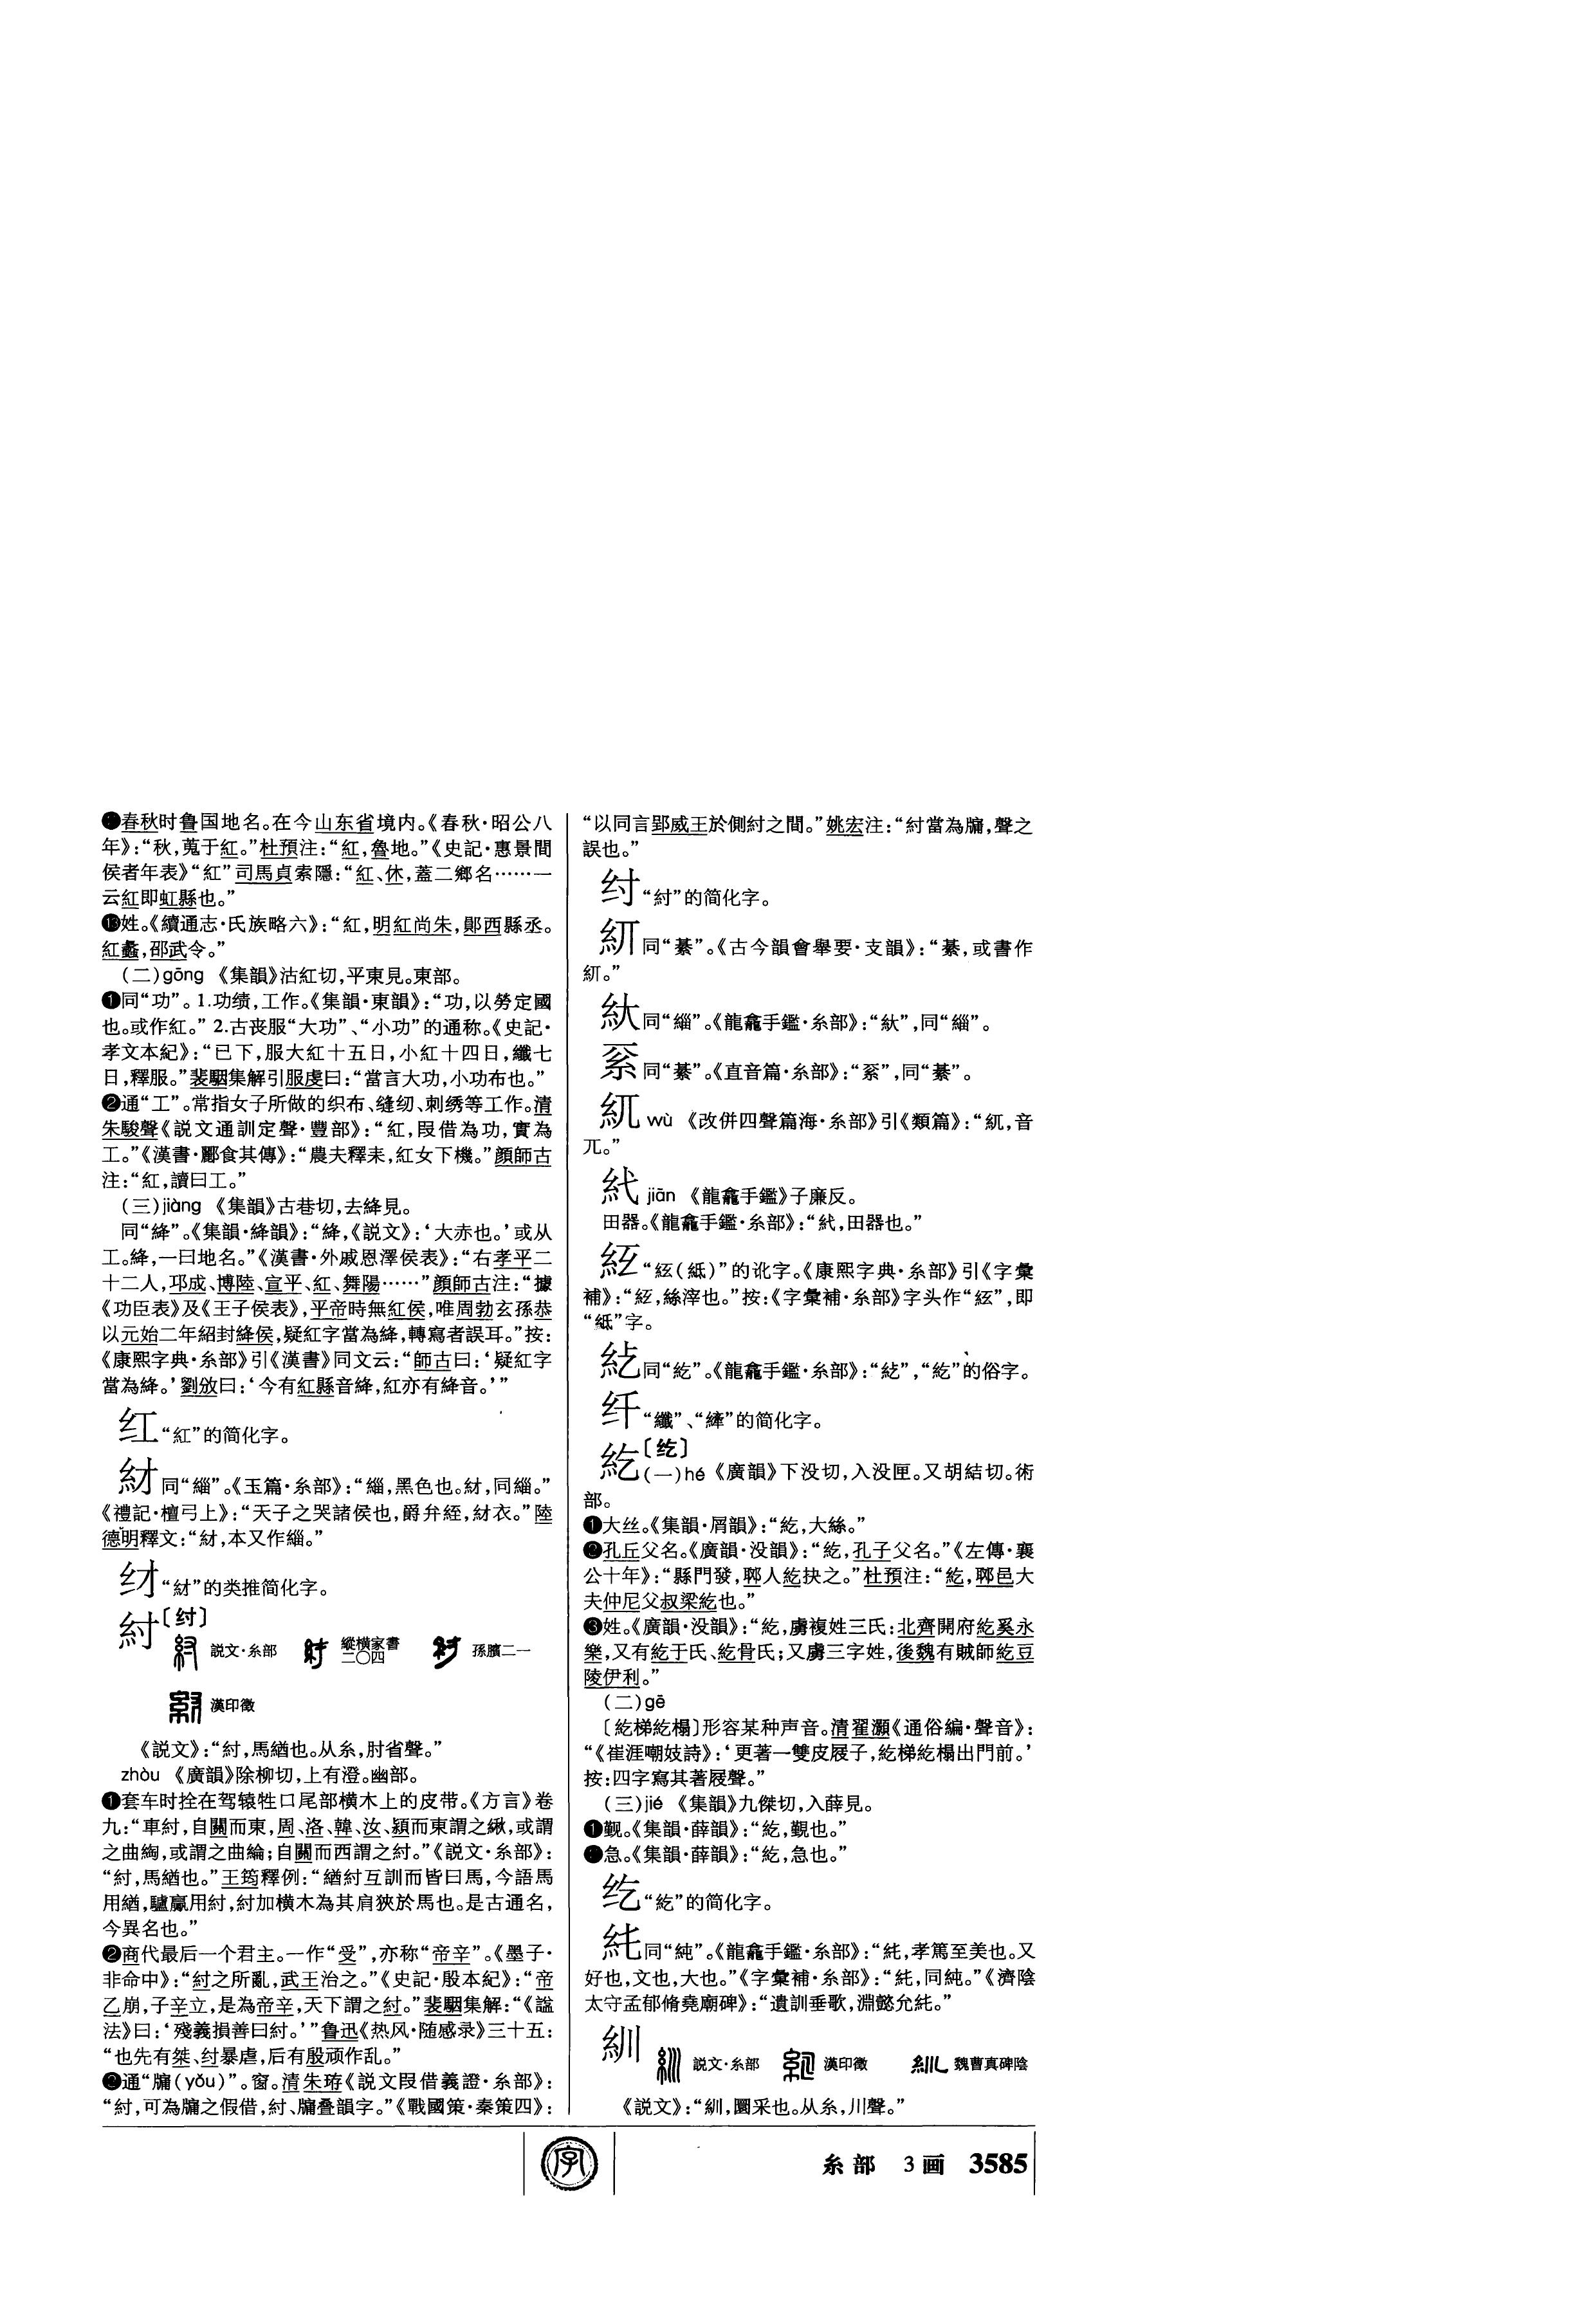 春秋时鲁国地名。在今山东省境内。《春秋·昭公八
年》：“秋，蒐于紅。”杜預注：“紅，魯地。”《史記·惠景間
侯者年表》“紅”司馬貞索隱：“紅、休，蓋二鄉名……一
云紅即虹縣也。”
⓭姓。《續通志·氏族略六》：“紅，明紅尚朱，鄖西縣丞。
紅蠡，邵武令。”
（二）gōng 《集韻》沽紅切，平東見。東部。
❶同“功”。1.功绩，工作。《集韻·東韻》：“功，以勞定國
也。或作紅。” 2.古丧服“大功”、“小功”的通称。《史記·
孝文本紀》：“已下，服大紅十五日，小紅十四日，纖七
日，釋服。”裴駰集解引服虔曰：“當言大功，小功布也。”
❷通“工”。常指女子所做的织布、缝纫、刺绣等工作。清
朱駿聲《説文通訓定聲·豐部》：“紅，叚借為功，實為
工。”《漢書·酈食其傳》：“農夫釋耒，紅女下機。”顔師古
注：“紅，讀曰工。”
（三）jiàng 《集韻》古巷切，去絳見。
同“絳”。《集韻·絳韻》：“絳，《説文》：‘大赤也。’或从
工。絳，一曰地名。”《漢書·外戚恩澤侯表》：“右孝平二
十二人，邛成、博陸、宣平、紅、舞陽……”顔師古注：“據
《功臣表》及《王子侯表》，平帝時無紅侯，唯周勃玄孫恭
以元始二年紹封絳侯，疑紅字當為絳，轉寫者誤耳。”按：
《康熙字典·糸部》引《漢書》同文云：“師古曰：‘疑紅字
當為絳。’劉攽曰：‘今有紅縣音絳，紅亦有絳音。’”
红“紅”的简化字。
紂同“緇”。《玉篇·糸部》：“緇，黑色也。䊷，同緇。”
《禮記·檀弓上》：“天子之哭諸侯也，爵弁絰，䊷衣。”陸
德明釋文：“䊷，本又作緇。”
䌶“䊷”的类推简化字。
紂〔纣〕
説文·糸部 縱横家書二〇四 孫臏二一
漢印徵
《説文》：“紂，馬緧也。从糸，肘省聲。”
zhòu 《廣韻》除柳切，上有澄。幽部。
❶套车时拴在驾辕牲口尾部横木上的皮带。《方言》卷
九：“車紂，自關而東，周、洛、韓、汝、潁而東謂之緧，或謂
之曲綯，或謂之曲綸；自關而西謂之紂。”《説文·糸部》：
“紂，馬緧也。”王筠釋例：“緧紂互訓而皆曰馬，今語馬
用緧，驢驘用紂，紂加横木為其肩狹於馬也。是古通名，
今異名也。”
❷商代最后一个君主。一作“受”，亦称“帝辛”。《墨子·
非命中》：“紂之所亂，武王治之。”《史記·殷本紀》：“帝
乙崩，子辛立，是為帝辛，天下謂之紂。”裴駰集解：“《謚
法》曰：‘殘義損善曰紂。’”鲁迅《热风·随感录》三十五：
“也先有桀、纣暴虐，后有殷顽作乱。”
通“牖(yǒu)”。窗。清朱珔《説文叚借義證·糸部》：
“紂，可為牖之假借，紂、牖叠韻字。”《戰國策·秦策四》：
“以同言郢威王於側紂之間。”姚宏注：“紂當為牖，聲之
誤也。”
纣“紂”的简化字。
同“綦”。《古今韻會舉要·支韻》：“綦，或書作
。”
同“緇”。《龍龕手鑑·糸部》：“”，同“緇”。
同“綦”。《直音篇·糸部》：“”，同“綦”。
wù 《改併四聲篇海·糸部》引《類篇》：“，音
兀。”
jiān 《龍龕手鑑》子廉反。
田器。《龍龕手鑑·糸部》：“，田器也。”
的讹字。《康熙字典·糸部》引《字彙
補》：“，絲滓也。”按：《字彙補·糸部》字头作“”，即
“”字。
同“紇”。《龍龕手鑑·糸部》：“”，“紇”的俗字。
纤“纖”、“縴”的简化字。
紇〔纥〕
（一）hé 《廣韻》下没切，入没匣。又胡結切。術
部。
❶大丝。《集韻·屑韻》：“紇，大絲。”
❷孔丘父名。《廣韻·没韻》：“紇，孔子父名。”《左傳·襄
公十年》：“縣門發，郰人紇抉之。”杜預注：“紇，郰邑大
夫仲尼父叔梁紇也。”
❸姓。《廣韻·没韻》：“紇，虜複姓三氏：北齊開府紇奚永
樂，又有紇于氏、紇骨氏；又虜三字姓，後魏有賊帥紇豆
陵伊利。”
（二）gē
〔紇梯紇榻〕形容某种声音。清翟灝《通俗編·聲音》：
“《崔涯嘲妓詩》：‘更著一雙皮屐子，紇梯紇榻出門前。’
按：四字寫其著屐聲。”
（三）jié 《集韻》九傑切，入薛見。
❶觐。《集韻·薛韻》：“紇，覲也。”
急。《集韻·薛韻》：“紇，急也。”
纥“紇”的简化字。
同“純”。《龍龕手鑑·糸部》：“，孝篤至美也。又
好也，文也，大也。”《字彙補·糸部》：“，同純。”《濟陰
太守孟郁脩堯廟碑》：“遺訓垂歌，淵懿允。”
紃
説文·糸部 漢印徵 魏曹真碑陰
《説文》：“紃，圜采也。从糸，川聲。”
字
糸部 3画 3585